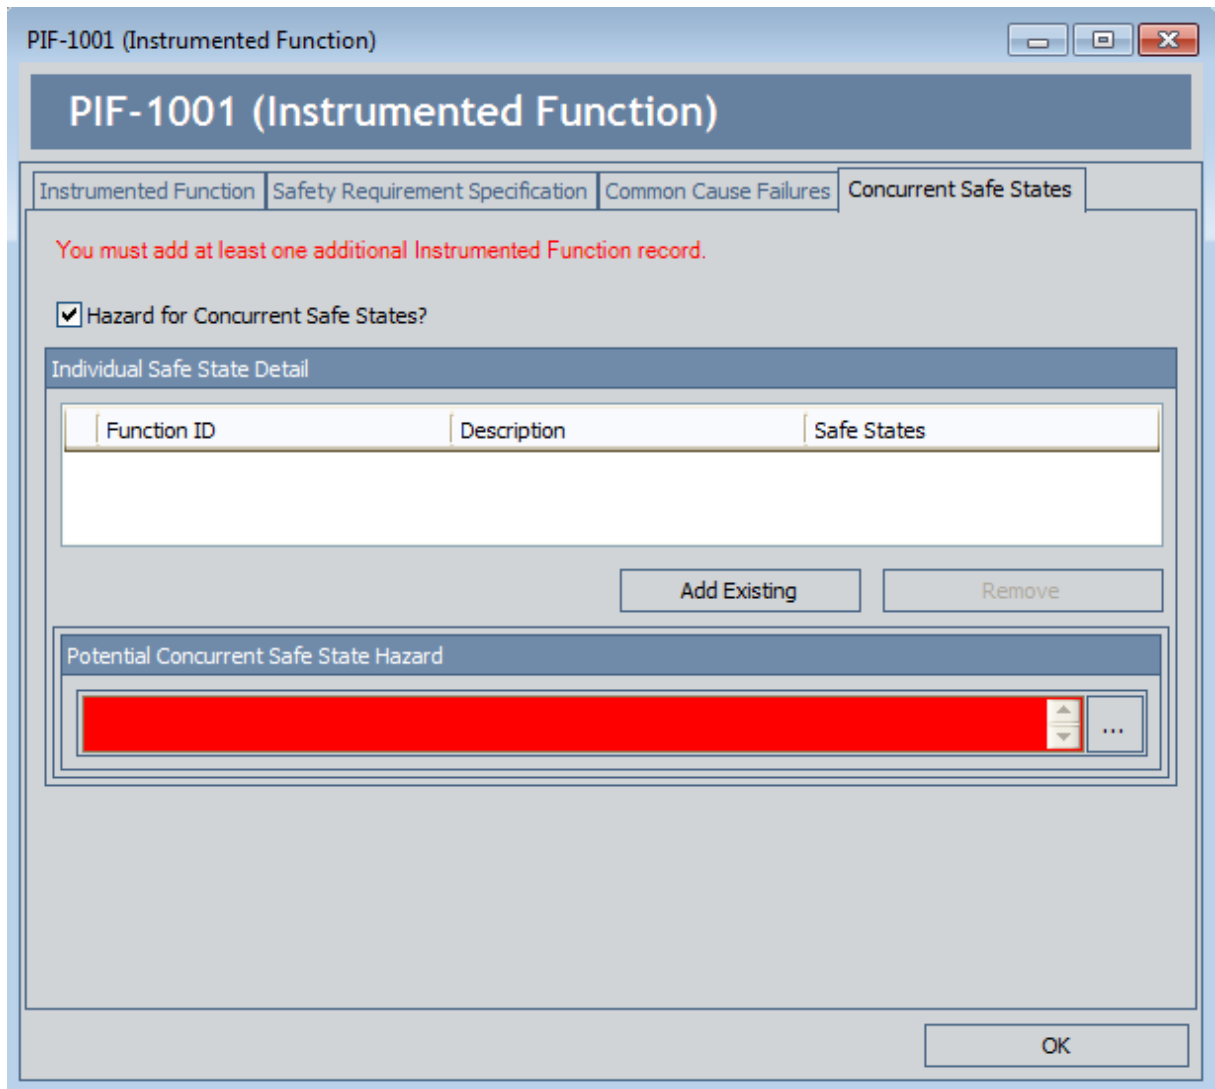 PIF-1001 (Instrumented Function)
PIF-1001 (Instrumented Function)
Instrumented Function Safety Requirement Specification Common Cause Failures Concurrent Safe States
You must add at least one additional Instrumented Function record.
Hazard for Concurrent Safe States?
Individual Safe State Detail
Function ID Description Safe States
Add Existing Remove
Potential Concurrent Safe State Hazard
...
OK